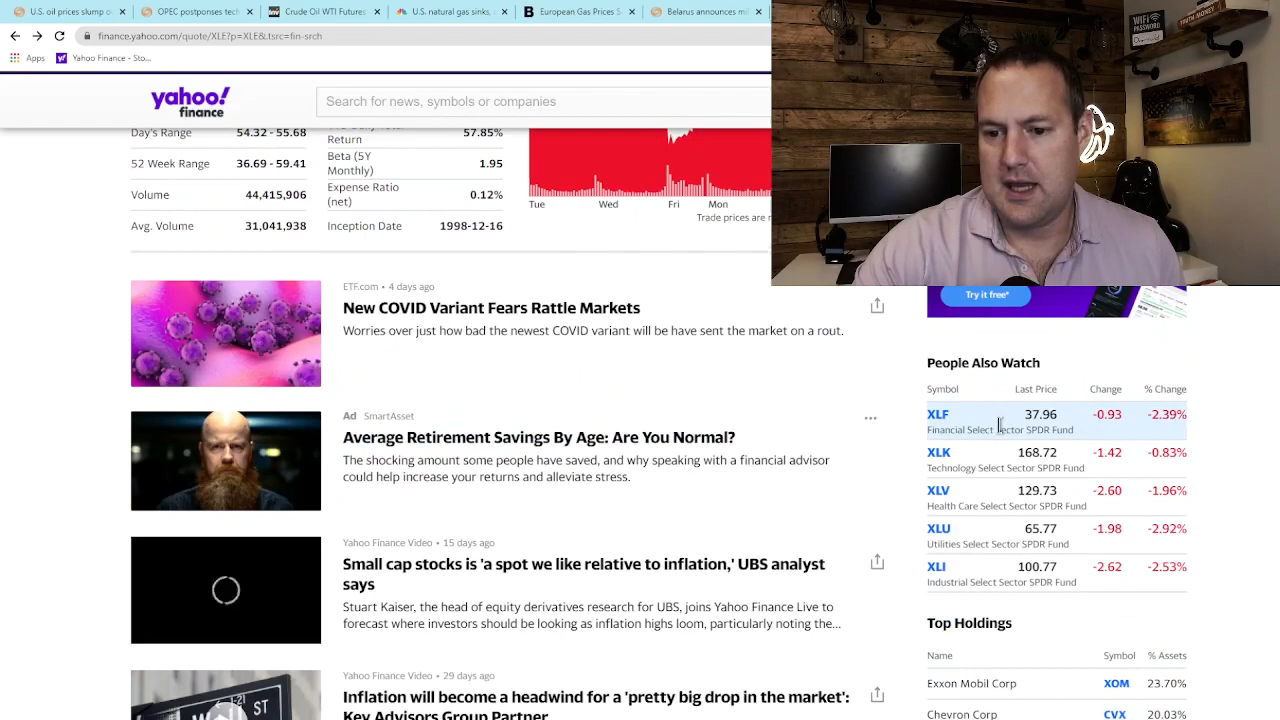 U.S. oil prices slump o
OPEC postpones tech
Crude Oil WTI Futures
U.S. natural gas sinks,
European Gas Prices S
Belarus announces mi
finance.yahoo.com/quote/XLE?p=XLE&.tsrc=fin-srch
Apps
Yahoo Finance - Sto...
yahoo!
finance
Search for news, symbols or companies
WIFI PASSWORD
YOUTH MONEY
Day's Range 54.32 - 55.68
52 Week Range 36.69 - 59.41
Volume 44,415,906
Avg. Volume 31,041,938
Return 57.85%
Beta (5Y
Monthly) 1.95
Expense Ratio
(net) 0.12%
Inception Date 1998-12-16
Tue Wed Fri Mon
Trade prices are n
ETF.com • 4 days ago
New COVID Variant Fears Rattle Markets
Worries over just how bad the newest COVID variant will be have sent the market on a rout.
Ad SmartAsset
Average Retirement Savings By Age: Are You Normal?
The shocking amount some people have saved, and why speaking with a financial advisor
could help increase your returns and alleviate stress.
Yahoo Finance Video • 15 days ago
Small cap stocks is 'a spot we like relative to inflation,' UBS analyst
says
Stuart Kaiser, the head of equity derivatives research for UBS, joins Yahoo Finance Live to
forecast where investors should be looking as inflation highs loom, particularly noting the...
Yahoo Finance Video • 29 days ago
Inflation will become a headwind for a 'pretty big drop in the market':
Key Advisors Group Partner
ST
Try it free*
People Also Watch
Symbol Last Price Change % Change
XLF 37.96 -0.93 -2.39%
Financial Select Sector SPDR Fund
XLK 168.72 -1.42 -0.83%
Technology Select Sector SPDR Fund
XLV 129.73 -2.60 -1.96%
Health Care Select Sector SPDR Fund
XLU 65.77 -1.98 -2.92%
Utilities Select Sector SPDR Fund
XLI 100.77 -2.62 -2.53%
Industrial Select Sector SPDR Fund
Top Holdings
Name Symbol % Assets
Exxon Mobil Corp XOM 23.70%
Chevron Corp CVX 20.03%